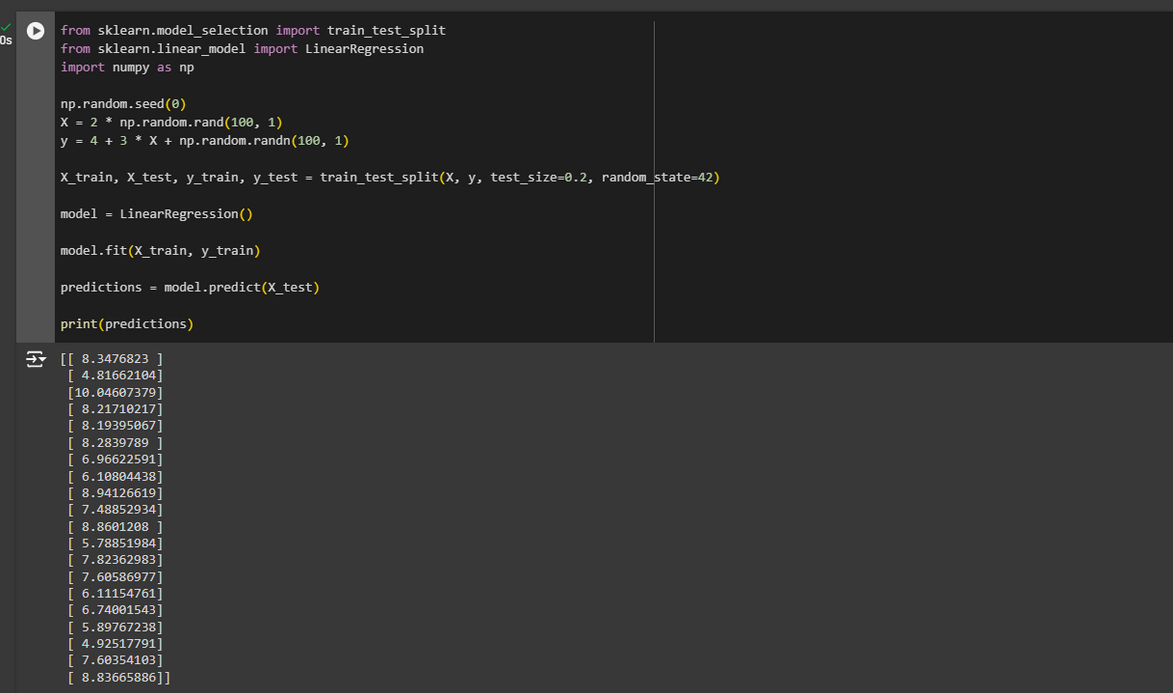 0s
from sklearn.model_selection import train_test_split
from sklearn.linear_model import LinearRegression
import numpy as np
np.random.seed(0)
X = 2 * np.random.rand(100, 1)
y = 4 + 3 * X + np.random.randn(100, 1)
X_train, X_test, y_train, y_test = train_test_split(X, y, test_size=0.2, random_state=42)
model = LinearRegression()
model.fit(X_train, y_train)
predictions = model.predict(X_test)
print(predictions)
[[ 8.3476823 ]
[ 4.81662104]
[10.04607379]
[ 8.21710217]
[ 8.19395067]
[ 8.2839789 ]
[ 6.96622591]
[ 6.10804438]
[ 8.94126619]
[ 7.48852934]
[ 8.8601208 ]
[ 5.78851984]
[ 7.82362983]
[ 7.60586977]
[ 6.11154761]
[ 6.74001543]
[ 5.89767238]
[ 4.92517791]
[ 7.60354103]
[ 8.83665886]]